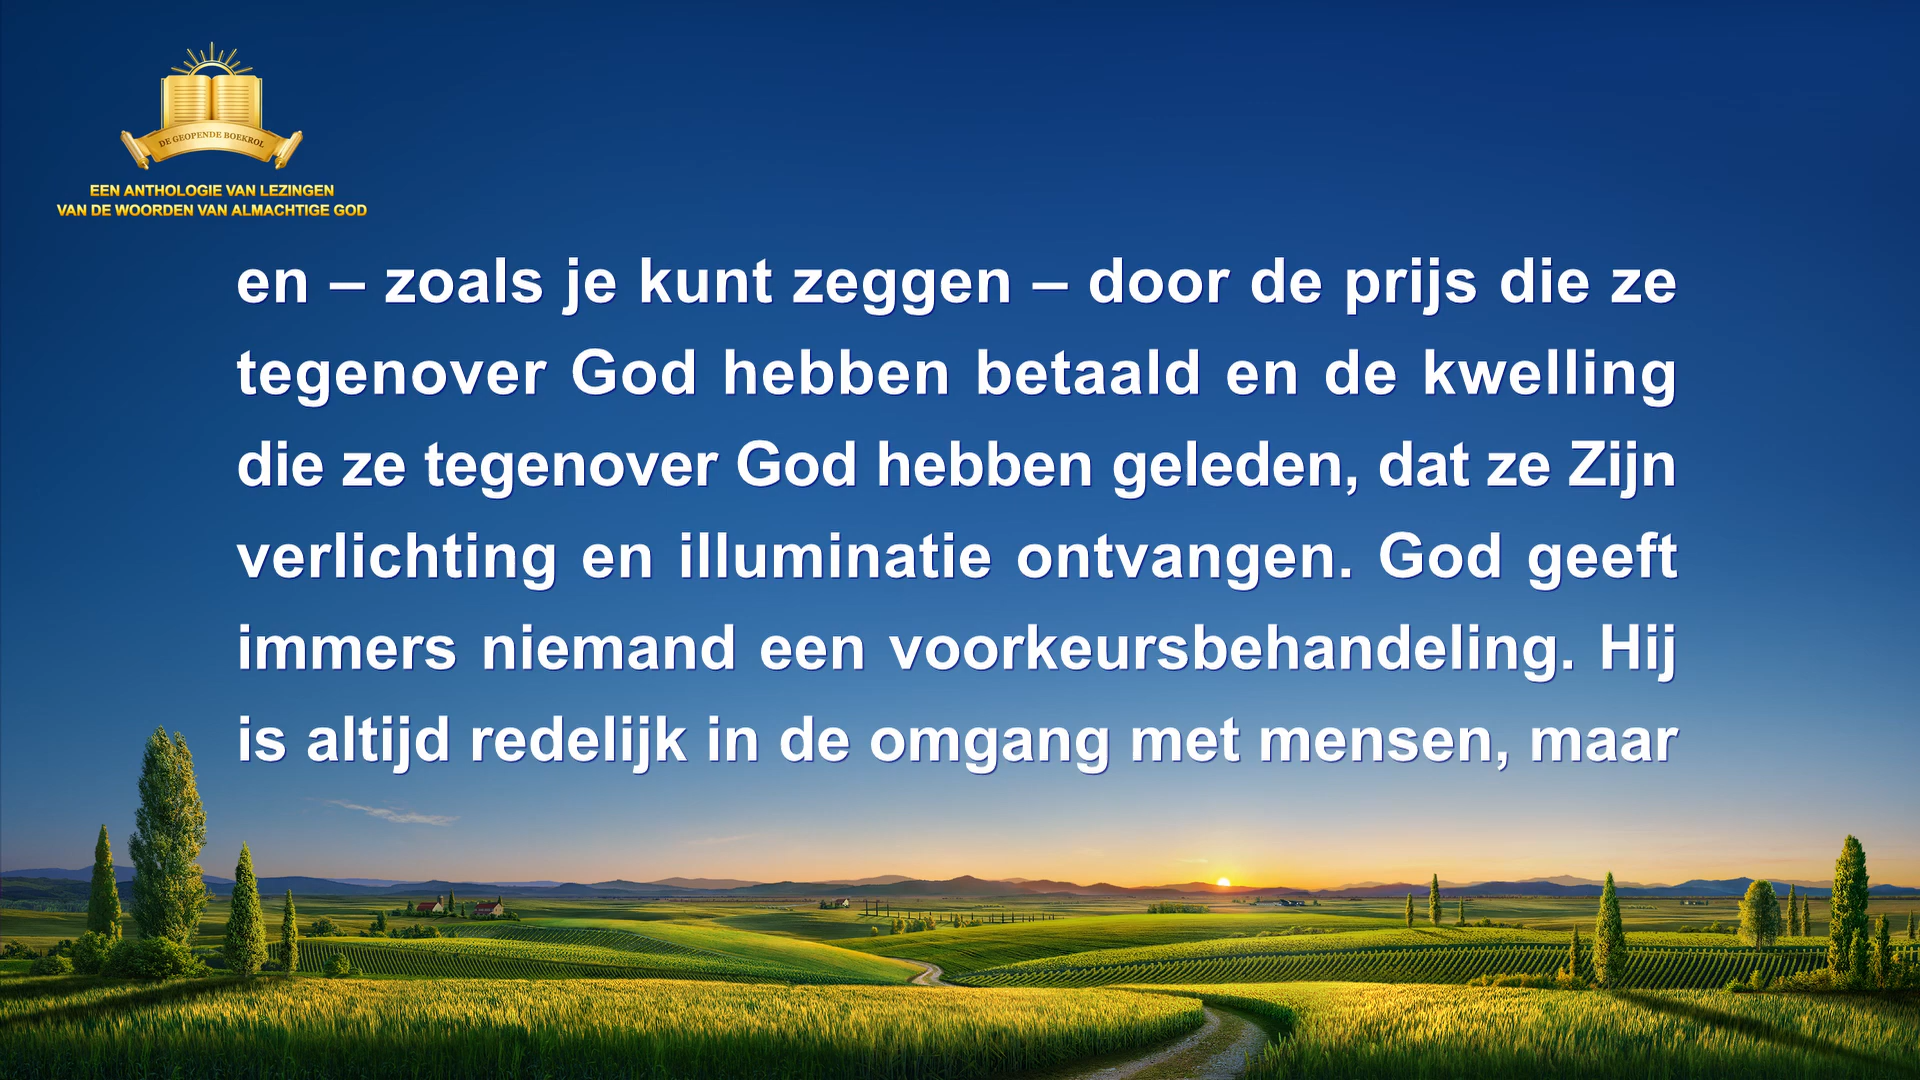 DE GEOPENDE BOEKROL
EEN ANTHOLOGIE VAN LEZINGEN
VAN DE WOORDEN VAN ALMACHTIGE GOD
en – zoals je kunt zeggen – door de prijs die ze
tegenover God hebben betaald en de kwelling
die ze tegenover God hebben geleden, dat ze Zijn
verlichting en illuminatie ontvangen. God geeft
immers niemand een voorkeursbehandeling. Hij
is altijd redelijk in de omgang met mensen, maar